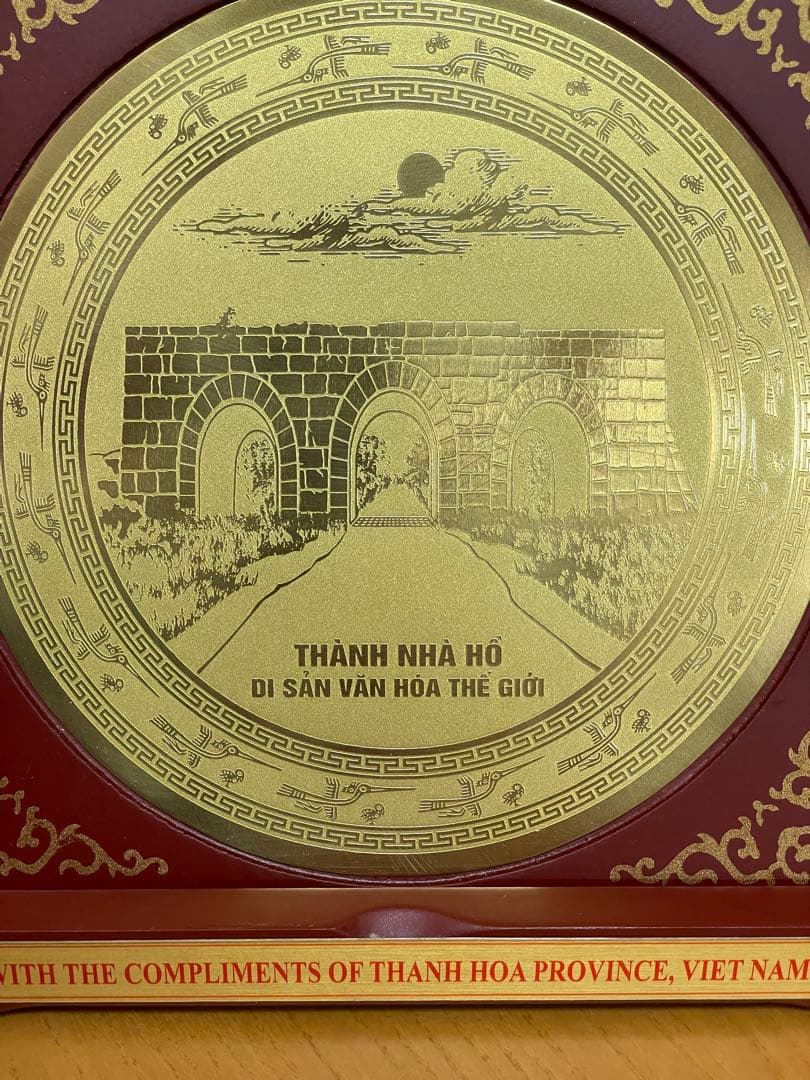 THÀNH NHÀ HỒ
DI SẢN VĂN HÓA THẾ GIỚI
WITH THE COMPLIMENTS OF THANH HOA PROVINCE, VIET NAM